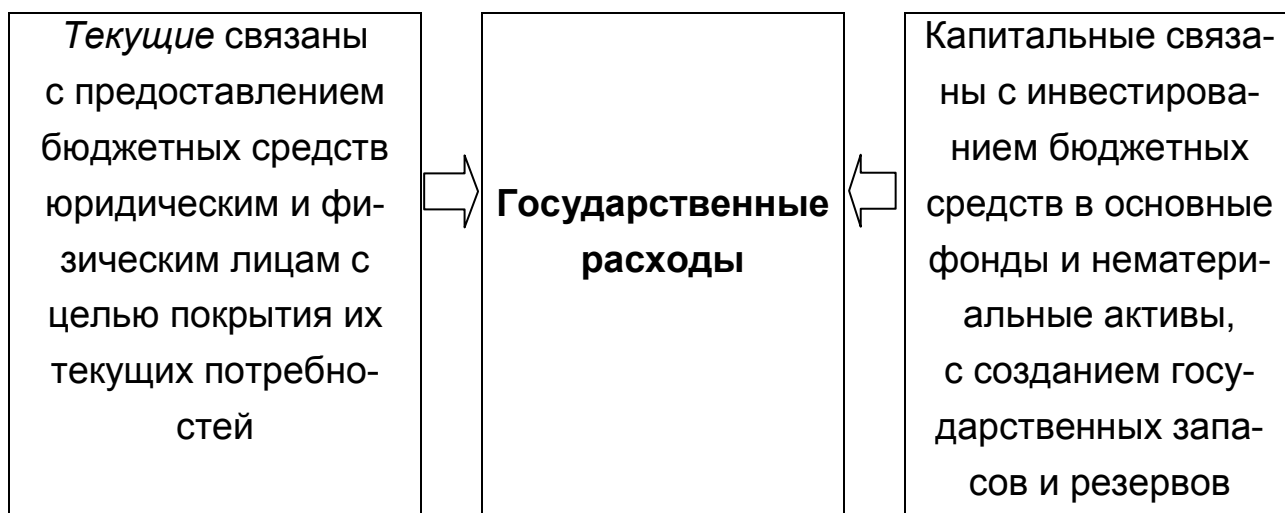 Текущие связаны
с предоставлением
бюджетных средств
юридическим и фи-
зическим лицам с
целью покрытия их
текущих потребно-
стей
Государственные
расходы
Капитальные связа-
ны с инвестирова-
нием бюджетных
средств в основные
фонды и нематери-
альные активы,
с созданием госу-
дарственных запа-
сов и резервов